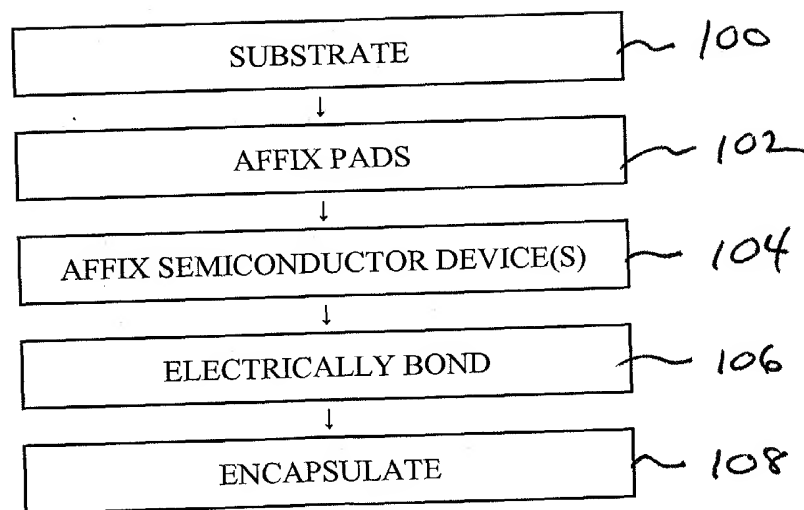 SUBSTRATE 100
↓
AFFIX PADS 102
↓
AFFIX SEMICONDUCTOR DEVICE(S) 104
↓
ELECTRICALLY BOND 106
↓
ENCAPSULATE 108